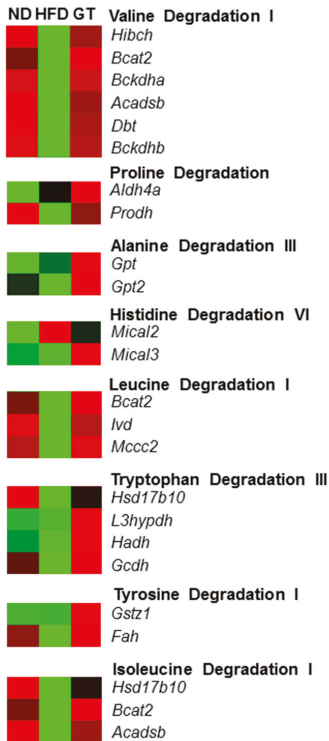 ND HFD GT Valine Degradation I
Hibch
Bcat2
Bckdha
Acadsb
Dbt
Bckdhb
Proline Degradation
Aldh4a
Prodh
Alanine Degradation III
Gpt
Gpt2
Histidine Degradation VI
Mical2
Mical3
Leucine Degradation I
Bcat2
Ivd
Mccc2
Tryptophan Degradation III
Hsd17b10
L3hypdh
Hadh
Gcdh
Tyrosine Degradation I
Gstz1
Fah
Isoleucine Degradation I
Hsd17b10
Bcat2
Acadsb